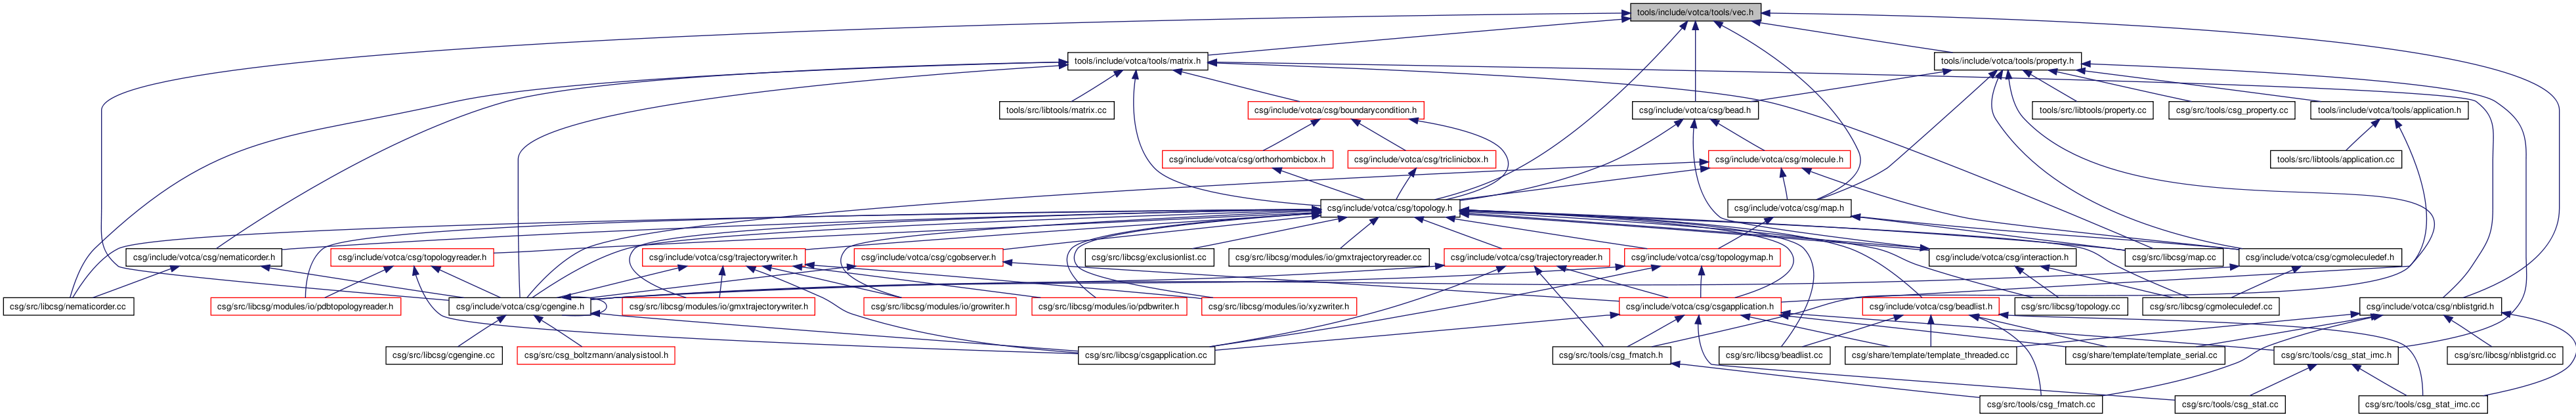 tools/include/votca/tools/vec.h
tools/include/votca/tools/matrix.h
tools/include/votca/tools/property.h
tools/src/libtools/matrix.cc
csg/include/votca/csg/boundarycondition.h
csg/include/votca/csg/bead.h
tools/src/libtools/property.cc
csg/src/tools/csg_property.cc
tools/include/votca/tools/application.h
csg/include/votca/csg/orthorhombicbox.h
csg/include/votca/csg/triclinicbox.h
csg/include/votca/csg/molecule.h
tools/src/libtools/application.cc
csg/include/votca/csg/topology.h
csg/include/votca/csg/map.h
csg/include/votca/csg/nematicorder.h
csg/include/votca/csg/topologyreader.h
csg/include/votca/csg/trajectorywriter.h
csg/include/votca/csg/cgobserver.h
csg/src/libcsg/exclusionlist.cc
csg/src/libcsg/modules/io/gmxtrajectoryreader.cc
csg/include/votca/csg/trajectoryreader.h
csg/include/votca/csg/topologymap.h
csg/include/votca/csg/interaction.h
csg/src/libcsg/map.cc
csg/include/votca/csg/cgmoleculedef.h
csg/src/libcsg/nematicorder.cc
csg/src/libcsg/modules/io/pdbtopologyreader.h
csg/include/votca/csg/cgengine.h
csg/src/libcsg/modules/io/gmxtrajectorywriter.h
csg/src/libcsg/modules/io/growriter.h
csg/src/libcsg/modules/io/pdbwriter.h
csg/src/libcsg/modules/io/xyzwriter.h
csg/include/votca/csg/csgapplication.h
csg/include/votca/csg/beadlist.h
csg/src/libcsg/topology.cc
csg/src/libcsg/cgmoleculedef.cc
csg/include/votca/csg/nblistgrid.h
csg/src/libcsg/cgengine.cc
csg/src/csg_boltzmann/analysistool.h
csg/src/libcsg/csgapplication.cc
csg/src/tools/csg_fmatch.h
csg/src/libcsg/beadlist.cc
csg/share/template/template_threaded.cc
csg/share/template/template_serial.cc
csg/src/tools/csg_stat_imc.h
csg/src/libcsg/nblistgrid.cc
csg/src/tools/csg_fmatch.cc
csg/src/tools/csg_stat.cc
csg/src/tools/csg_stat_imc.cc